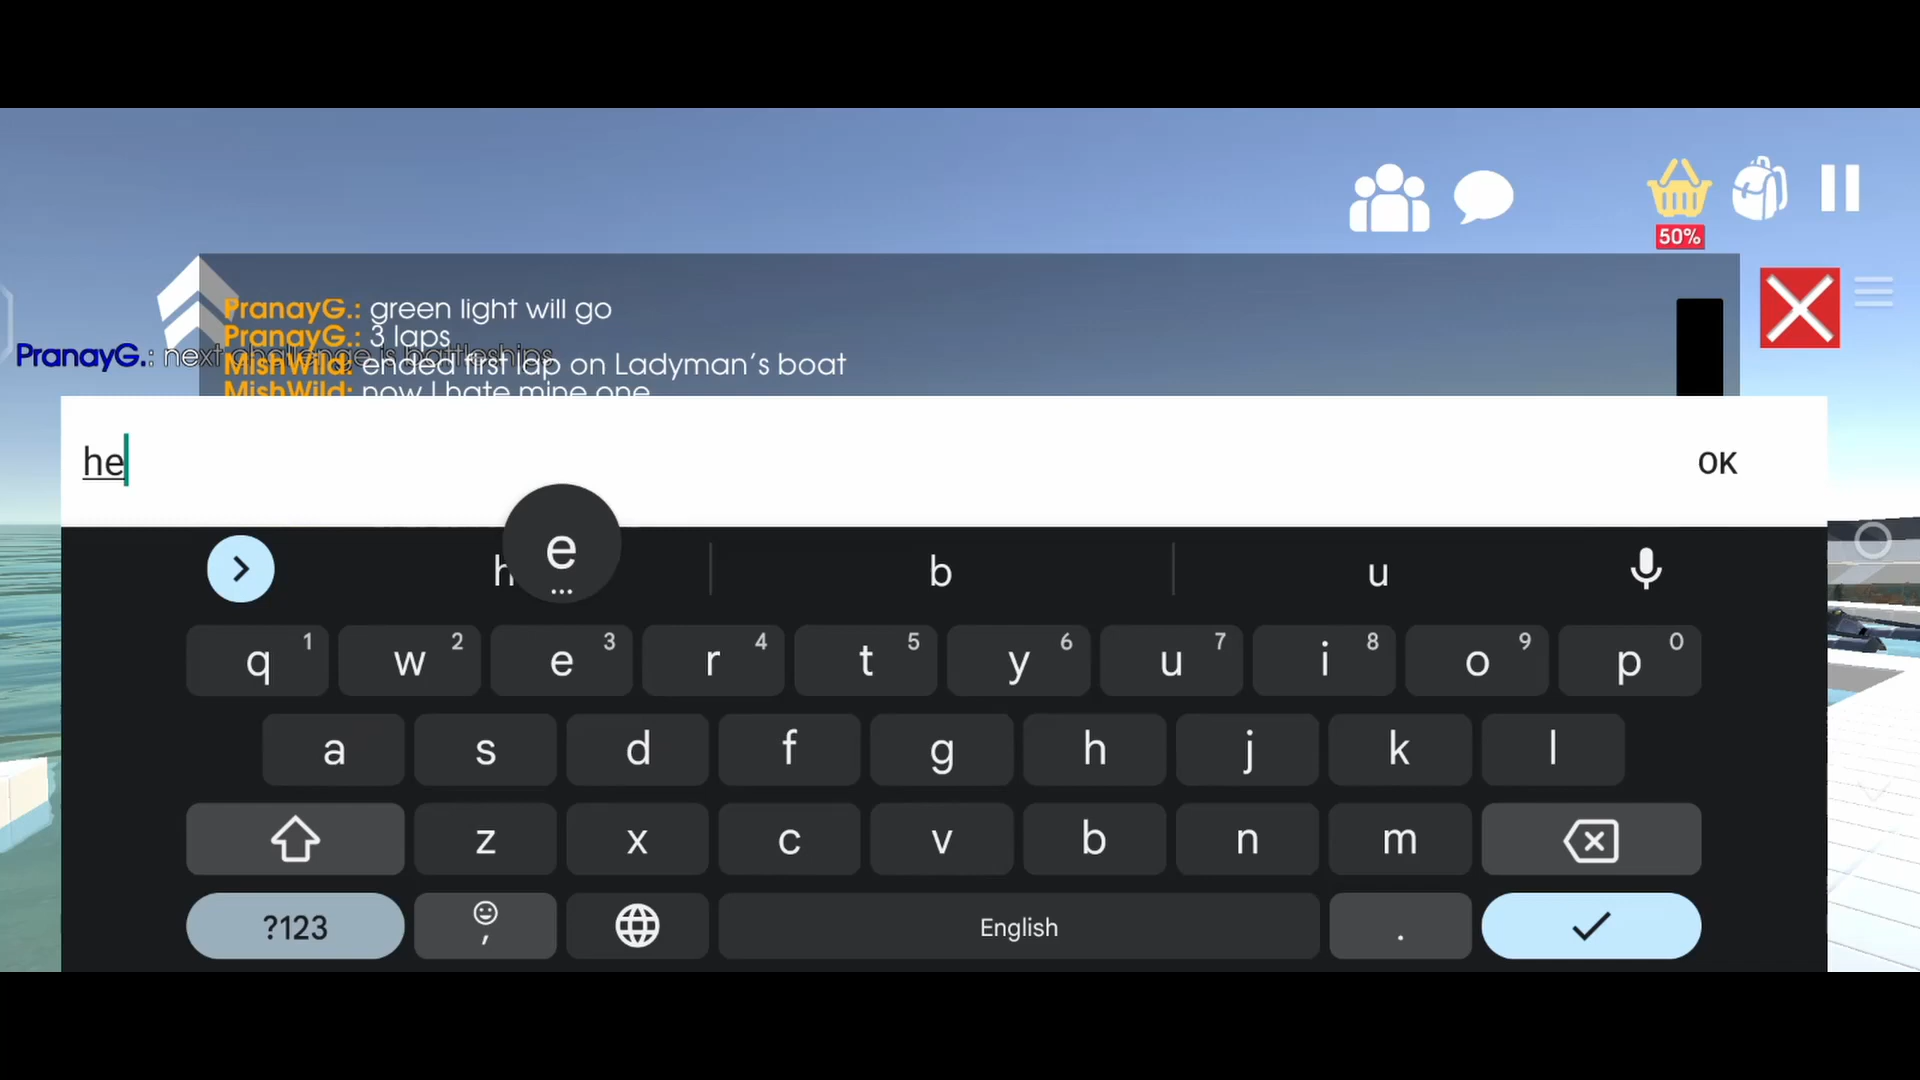 50%
PranayG.: green light will go
PranayG.: 3 laps
PranayG.: next challenge is battleships
MishWild: ended first lap on Ladyman's boat
MishWild: now I hate mine one
he
OK
h e b u
q 1 w 2 e 3 r 4 t 5 y 6 u 7 i 8 o 9 p 0
a s d f g h j k l
z x c v b n m
?123 , English .